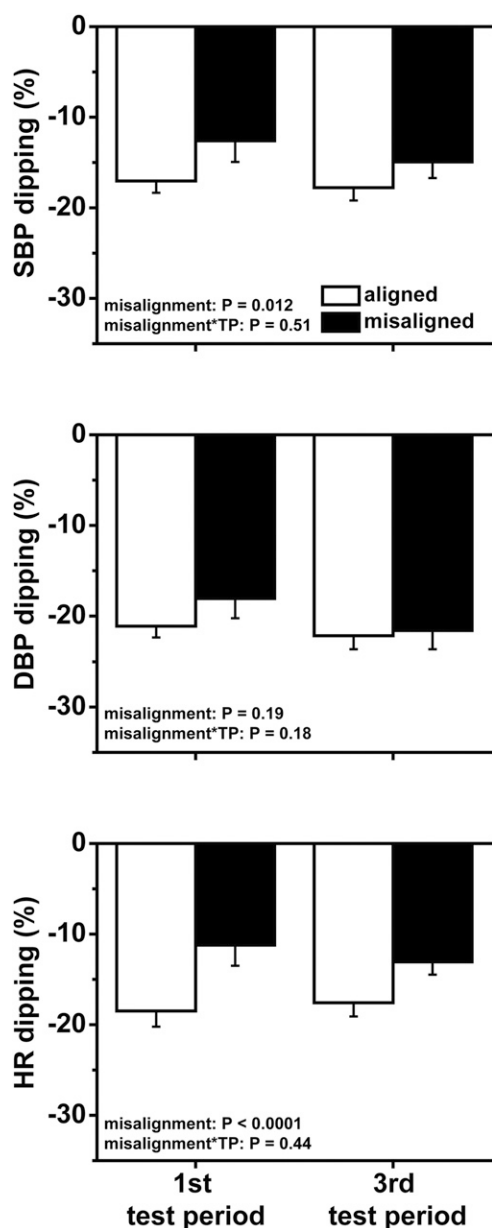 0
-10
-20
-30
SBP dipping (%)
misalignment: P = 0.012
misalignment*TP: P = 0.51
aligned
misaligned
0
-10
-20
-30
DBP dipping (%)
misalignment: P = 0.19
misalignment*TP: P = 0.18
0
-10
-20
-30
HR dipping (%)
misalignment: P < 0.0001
misalignment*TP: P = 0.44
1st
test period
3rd
test period